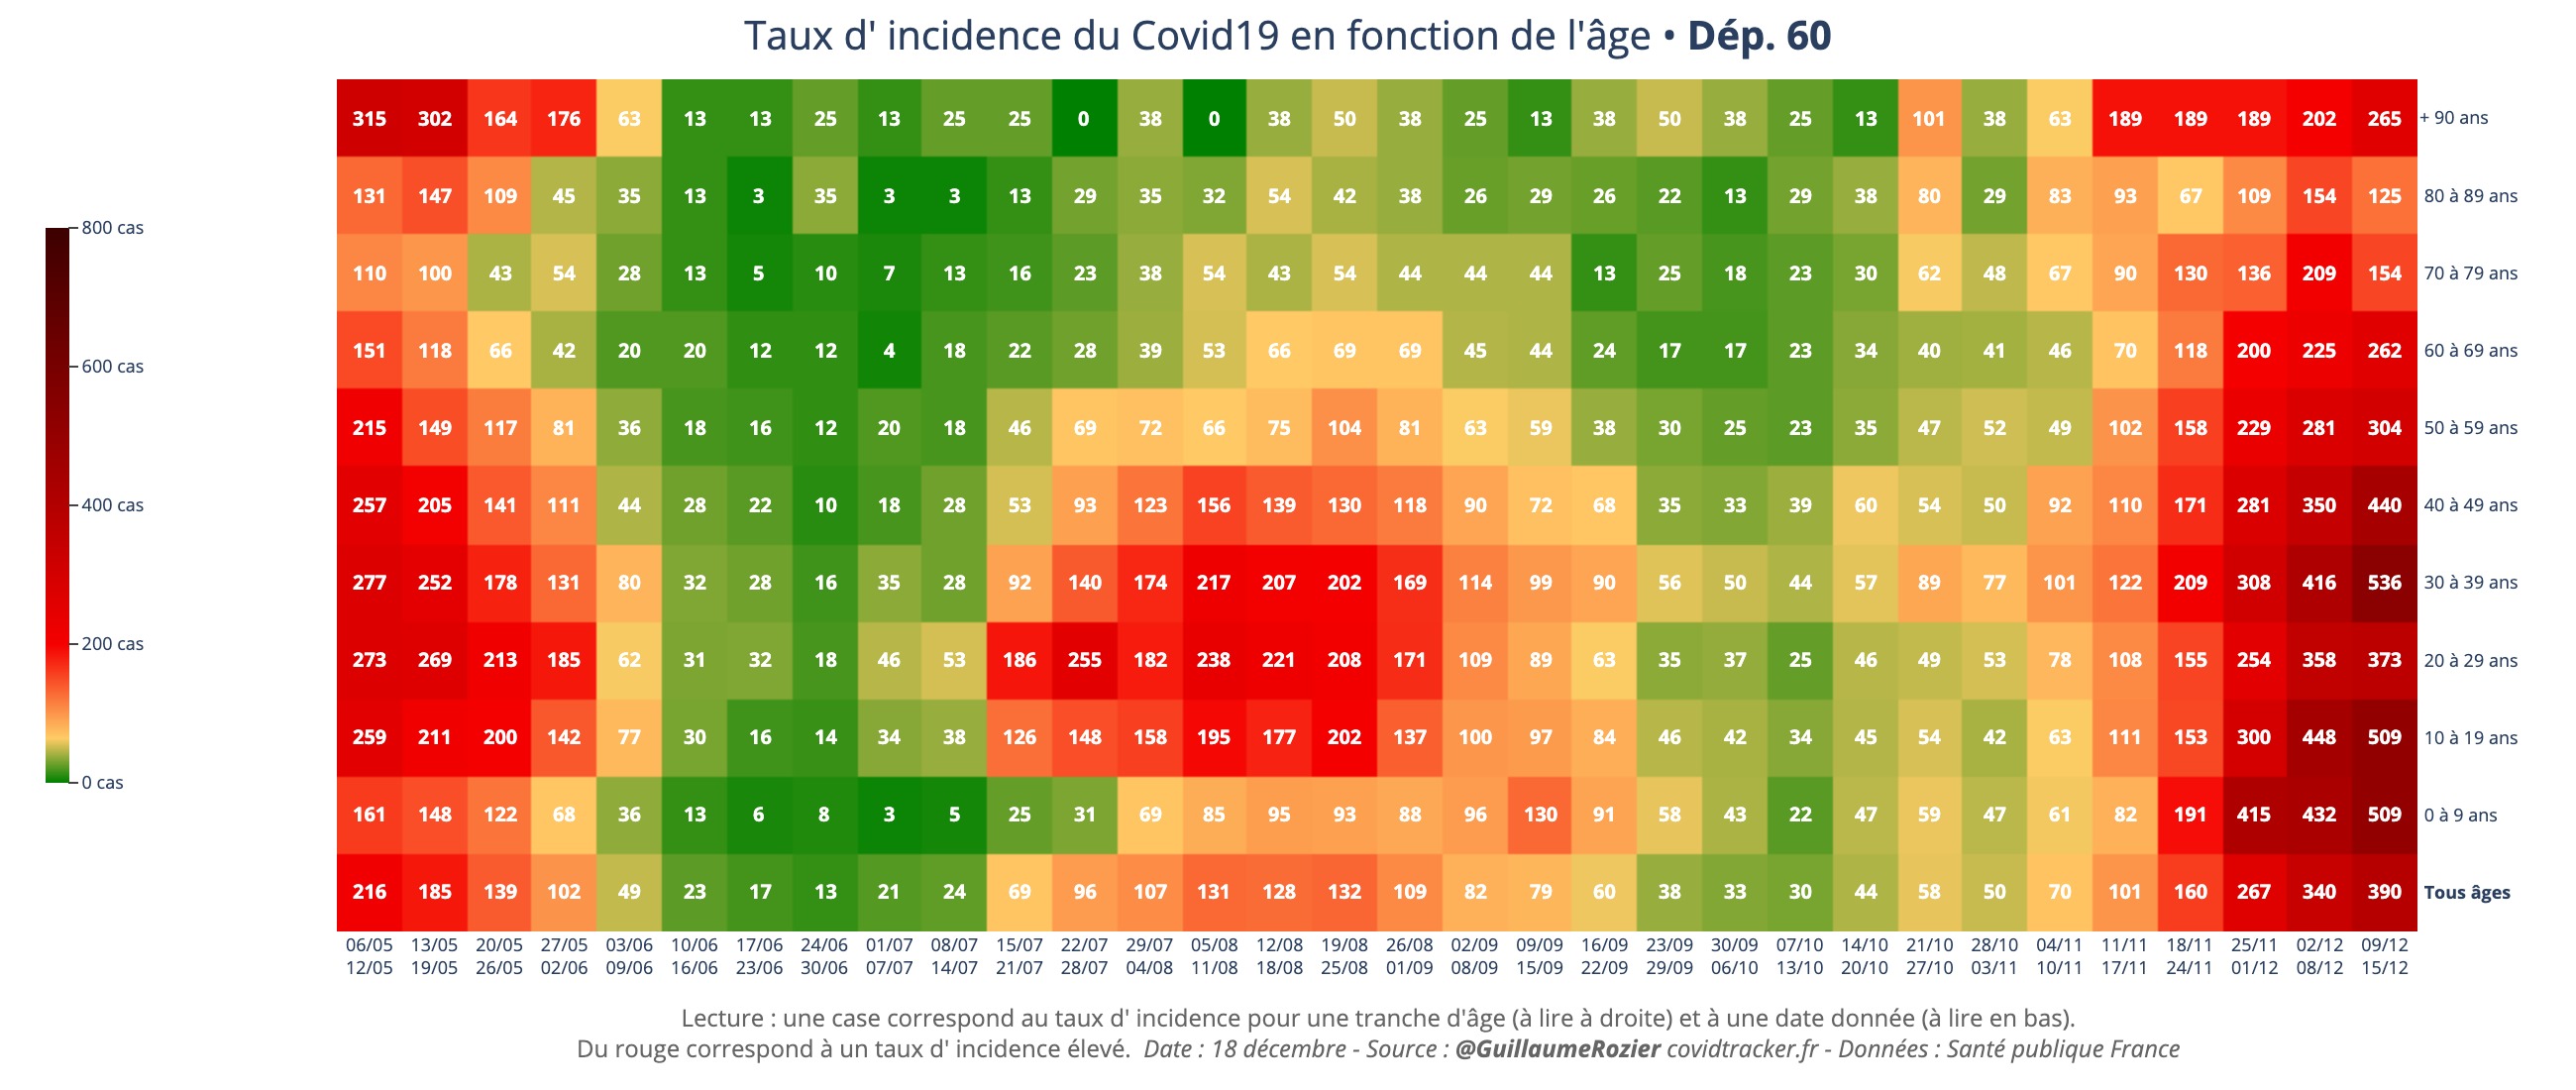 Taux d' incidence du Covid19 en fonction de l'âge • Dép. 60
800 cas
600 cas
400 cas
200 cas
0 cas
315 302 164 176 63 13 13 25 13 25 25 0 38 0 38 50 38 25 13 38 50 38 25 13 101 38 63 189 189 189 202 265 + 90 ans
131 147 109 45 35 13 3 35 3 3 13 29 35 32 54 42 38 26 29 26 22 13 29 38 80 29 83 93 67 109 154 125 80 à 89 ans
110 100 43 54 28 13 5 10 7 13 16 23 38 54 43 54 44 44 44 13 25 18 23 30 62 48 67 90 130 136 209 154 70 à 79 ans
151 118 66 42 20 20 12 12 4 18 22 28 39 53 66 69 69 45 44 24 17 17 23 34 40 41 46 70 118 200 225 262 60 à 69 ans
215 149 117 81 36 18 16 12 20 18 46 69 72 66 75 104 81 63 59 38 30 25 23 35 47 52 49 102 158 229 281 304 50 à 59 ans
257 205 141 111 44 28 22 10 18 28 53 93 123 156 139 130 118 90 72 68 35 33 39 60 54 50 92 110 171 281 350 440 40 à 49 ans
277 252 178 131 80 32 28 16 35 28 92 140 174 217 207 202 169 114 99 90 56 50 44 57 89 77 101 122 209 308 416 536 30 à 39 ans
273 269 213 185 62 31 32 18 46 53 186 255 182 238 221 208 171 109 89 63 35 37 25 46 49 53 78 108 155 254 358 373 20 à 29 ans
259 211 200 142 77 30 16 14 34 38 126 148 158 195 177 202 137 100 97 84 46 42 34 45 54 42 63 111 153 300 448 509 10 à 19 ans
161 148 122 68 36 13 6 8 3 5 25 31 69 85 95 93 88 96 130 91 58 43 22 47 59 47 61 82 191 415 432 509 0 à 9 ans
216 185 139 102 49 23 17 13 21 24 69 96 107 131 128 132 109 82 79 60 38 33 30 44 58 50 70 101 160 267 340 390 Tous âges
06/05 13/05 20/05 27/05 03/06 10/06 17/06 24/06 01/07 08/07 15/07 22/07 29/07 05/08 12/08 19/08 26/08 02/09 09/09 16/09 23/09 30/09 07/10 14/10 21/10 28/10 04/11 11/11 18/11 25/11 02/12 09/12
12/05 19/05 26/05 02/06 09/06 16/06 23/06 30/06 07/07 14/07 21/07 28/07 04/08 11/08 18/08 25/08 01/09 08/09 15/09 22/09 29/09 06/10 13/10 20/10 27/10 03/11 10/11 17/11 24/11 01/12 08/12 15/12
Lecture : une case correspond au taux d' incidence pour une tranche d'âge (à lire à droite) et à une date donnée (à lire en bas).
Du rouge correspond à un taux d' incidence élevé. Date : 18 décembre - Source : @GuillaumeRozier covidtracker.fr - Données : Santé publique France